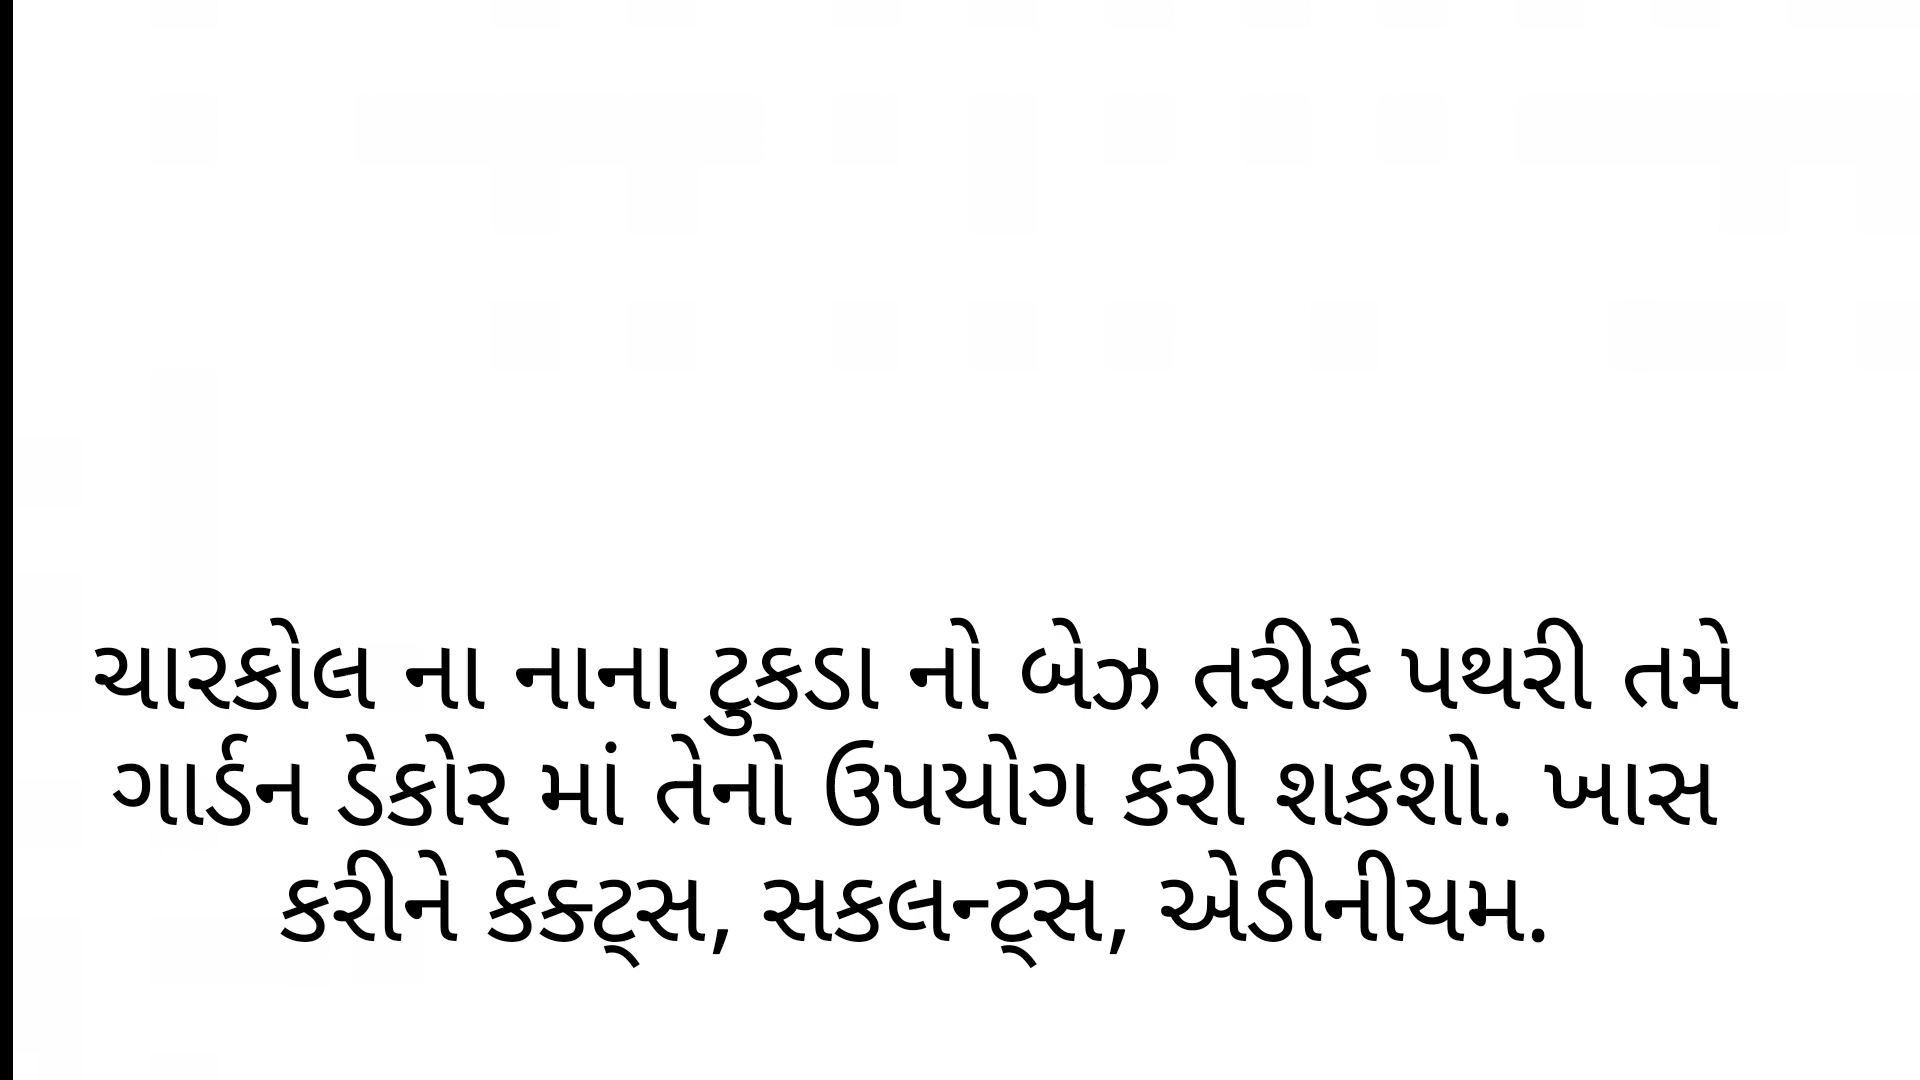 ચારકોલ ના નાના ટુકડા નો બેઝ તરીકે પથરી તમે
ગાર્ડન ડેકોર માં તેનો ઉપયોગ કરી શકશો. ખાસ
કરીને કેક્ટ્સ, સકલન્ટ્સ, એડીનીયમ.